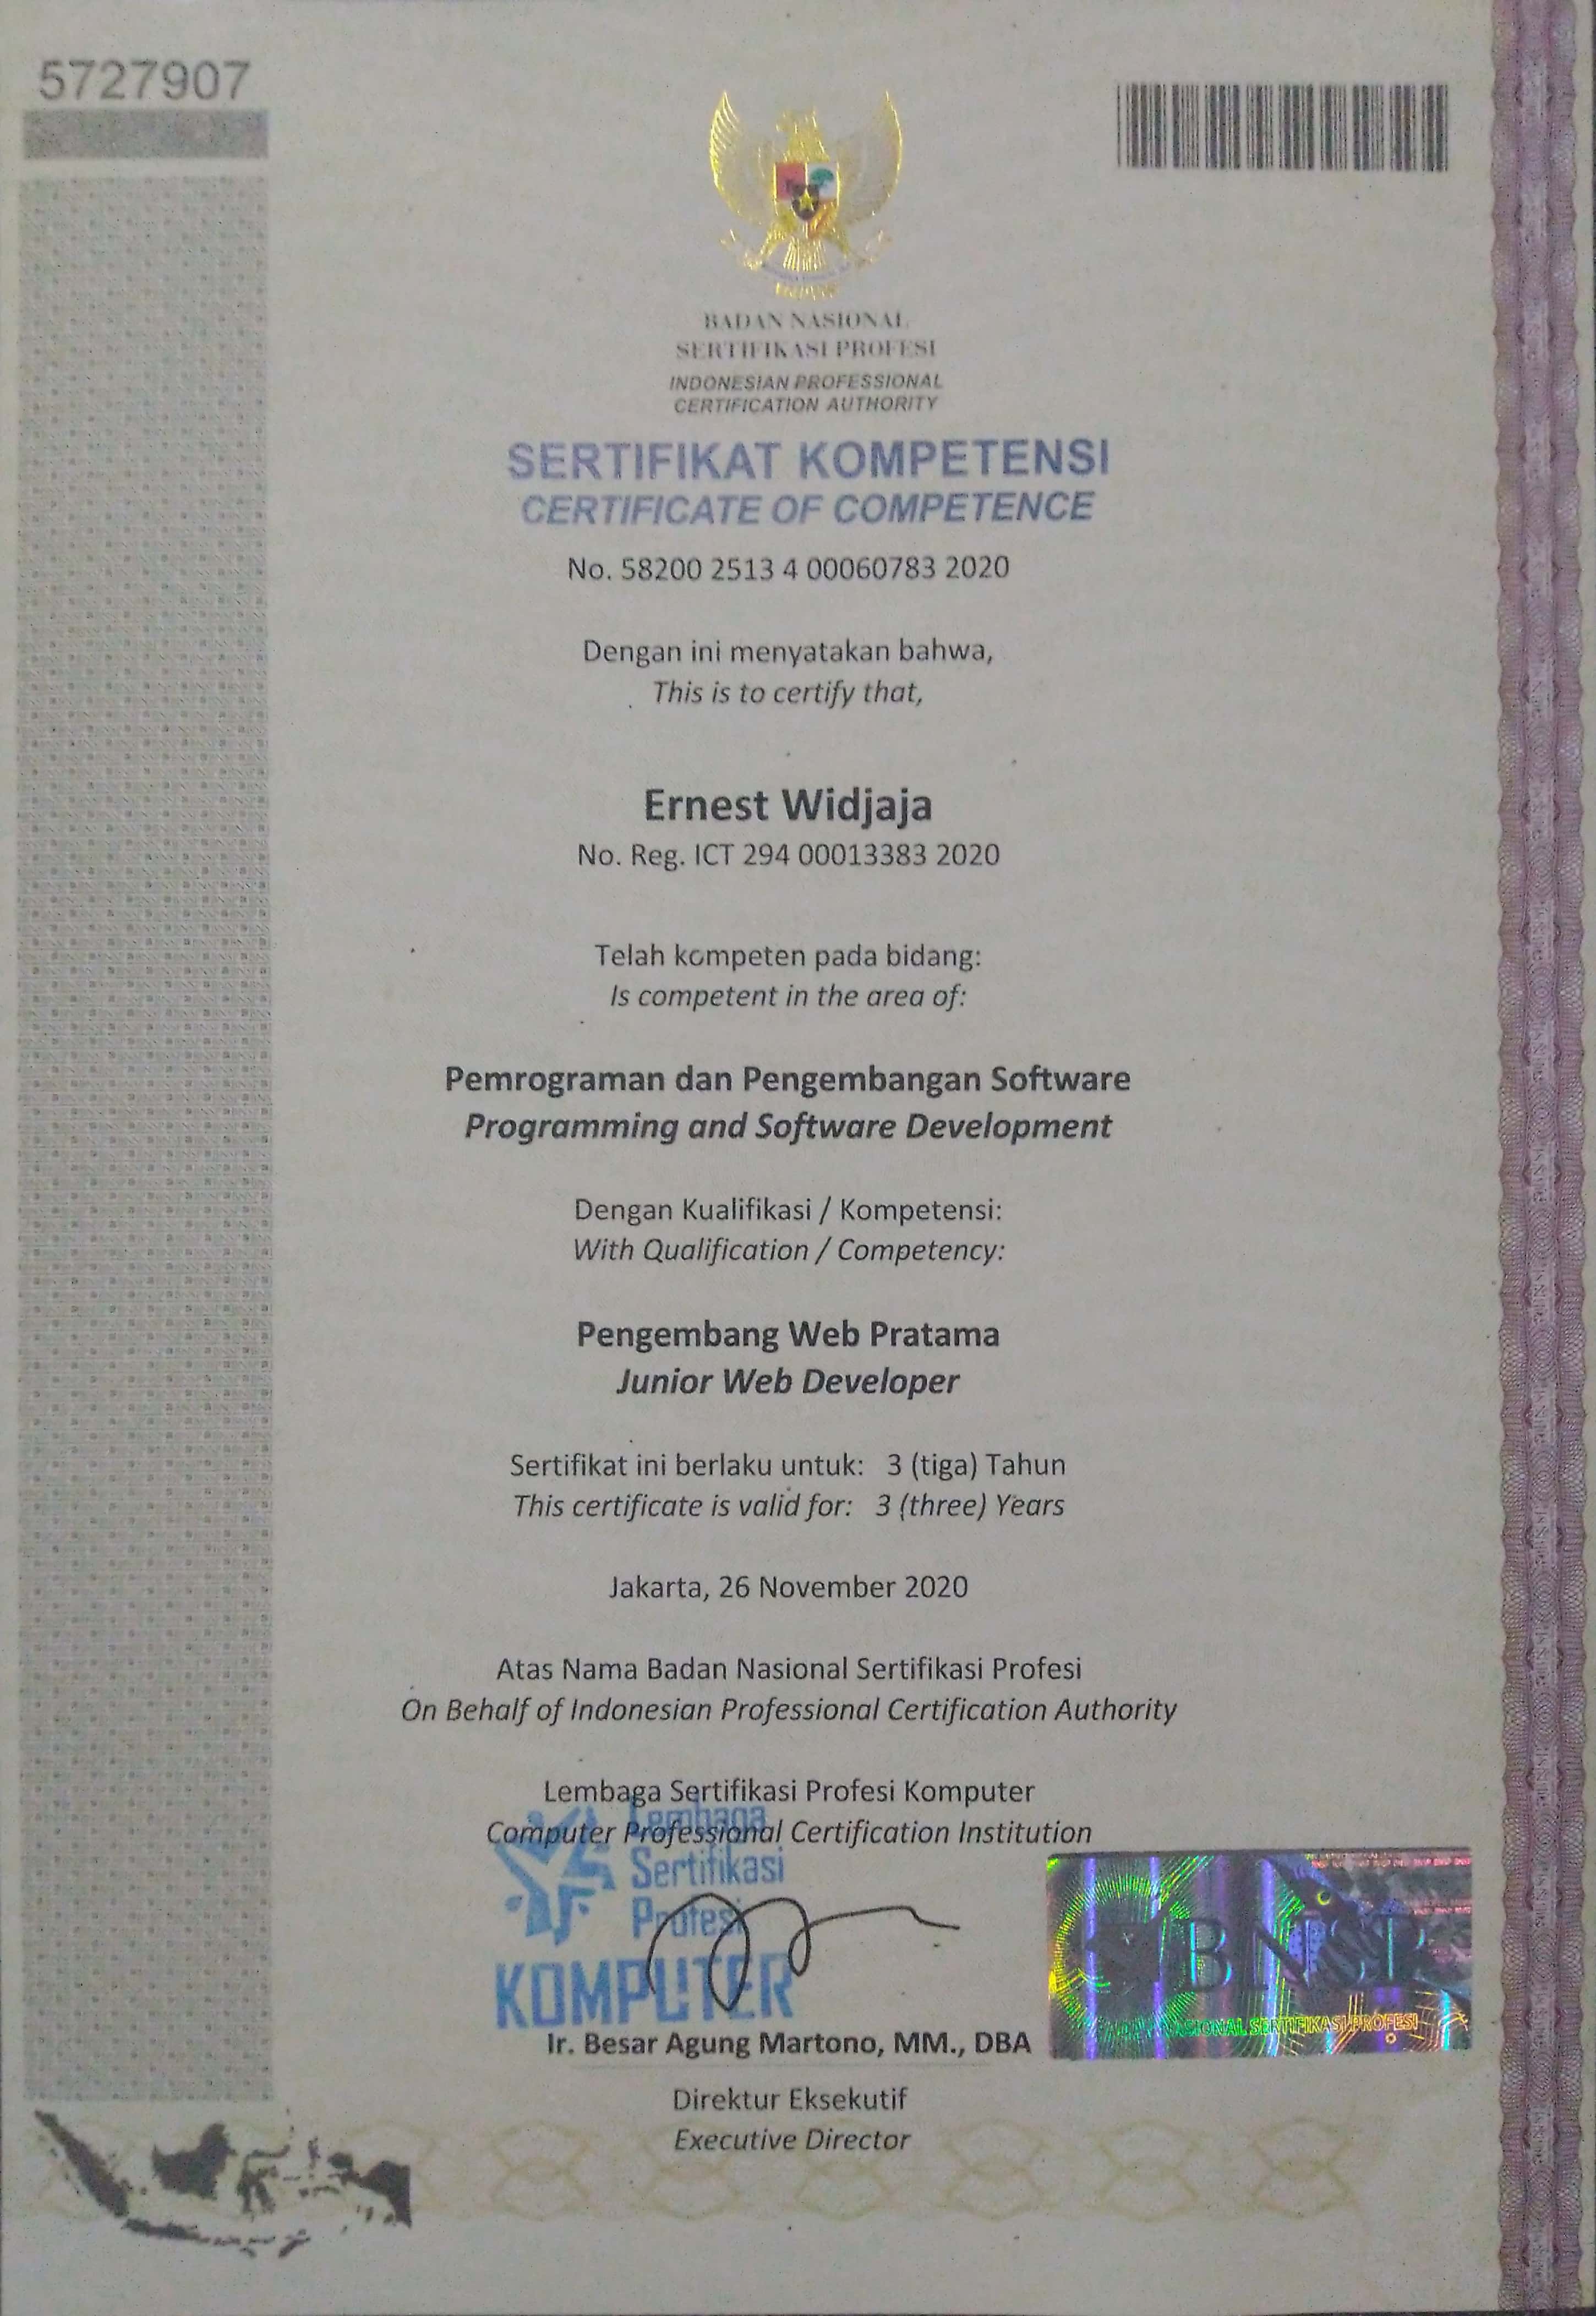 5727907
BADAN NASIONAL
SERTIFIKASI PROFESI
INDONESIAN PROFESSIONAL
CERTIFICATION AUTHORITY
SERTIFIKAT KOMPETENSI
CERTIFICATE OF COMPETENCE
No. 58200 2513 4 00060783 2020
Dengan ini menyatakan bahwa,
This is to certify that,
Ernest Widjaja
No. Reg. ICT 294 00013383 2020
Telah kompeten pada bidang:
Is competent in the area of:
Pemrograman dan Pengembangan Software
Programming and Software Development
Dengan Kualifikasi / Kompetensi:
With Qualification / Competency:
Pengembang Web Pratama
Junior Web Developer
Sertifikat ini berlaku untuk: 3 (tiga) Tahun
This certificate is valid for: 3 (three) Years
Jakarta, 26 November 2020
Atas Nama Badan Nasional Sertifikasi Profesi
On Behalf of Indonesian Professional Certification Authority
Lembaga Sertifikasi Profesi Komputer
Computer Professional Certification Institution
Lembaga
Sertifikasi
Profesi
KOMPUTER
BNSP
SERTIFIKASI PROFESI
Ir. Besar Agung Martono, MM., DBA
Direktur Eksekutif
Executive Director